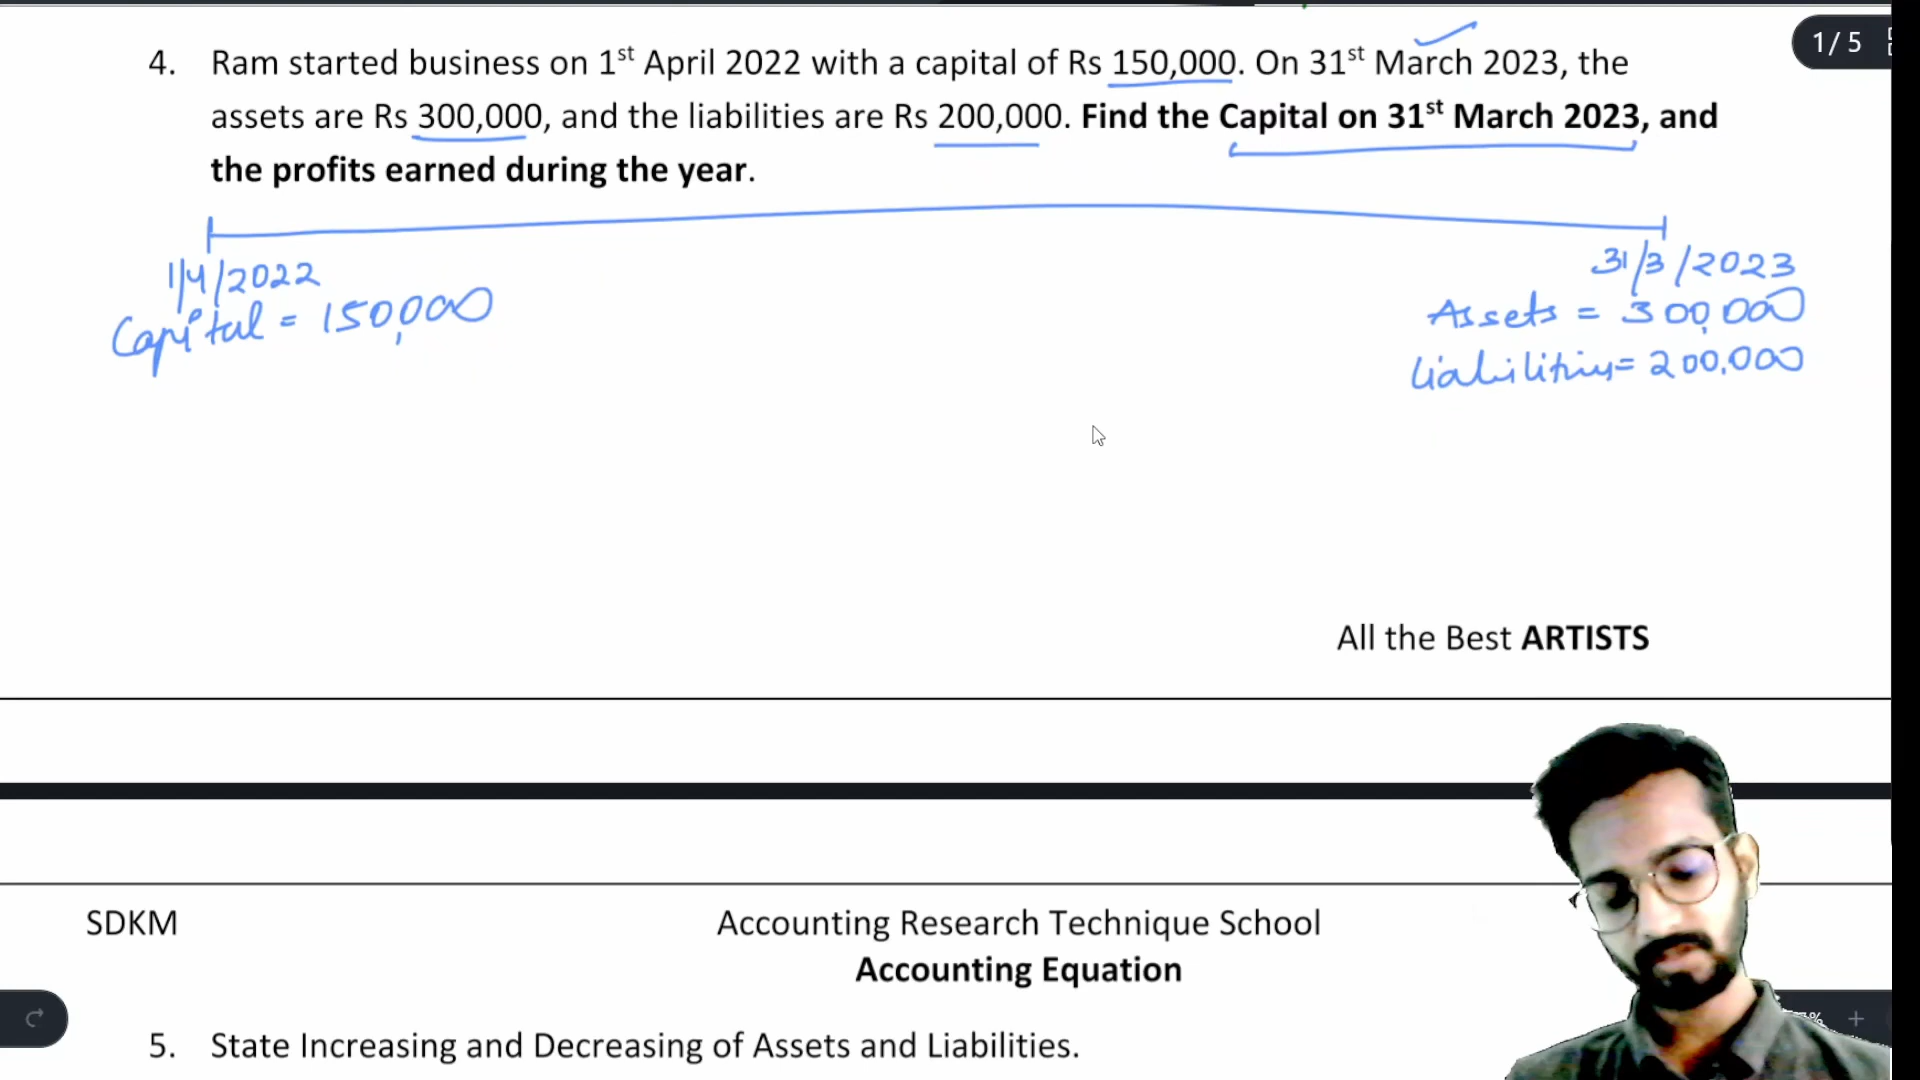 1/5
4. Ram started business on 1st April 2022 with a capital of Rs 150,000. On 31st March 2023, the
assets are Rs 300,000, and the liabilities are Rs 200,000. Find the Capital on 31st March 2023, and
the profits earned during the year.
1/4/2022
Capital = 150,000
31/3/2023
Assets = 300,000
Liabilities = 200,000
All the Best ARTISTS
SDKM
Accounting Research Technique School
Accounting Equation
5. State Increasing and Decreasing of Assets and Liabilities.